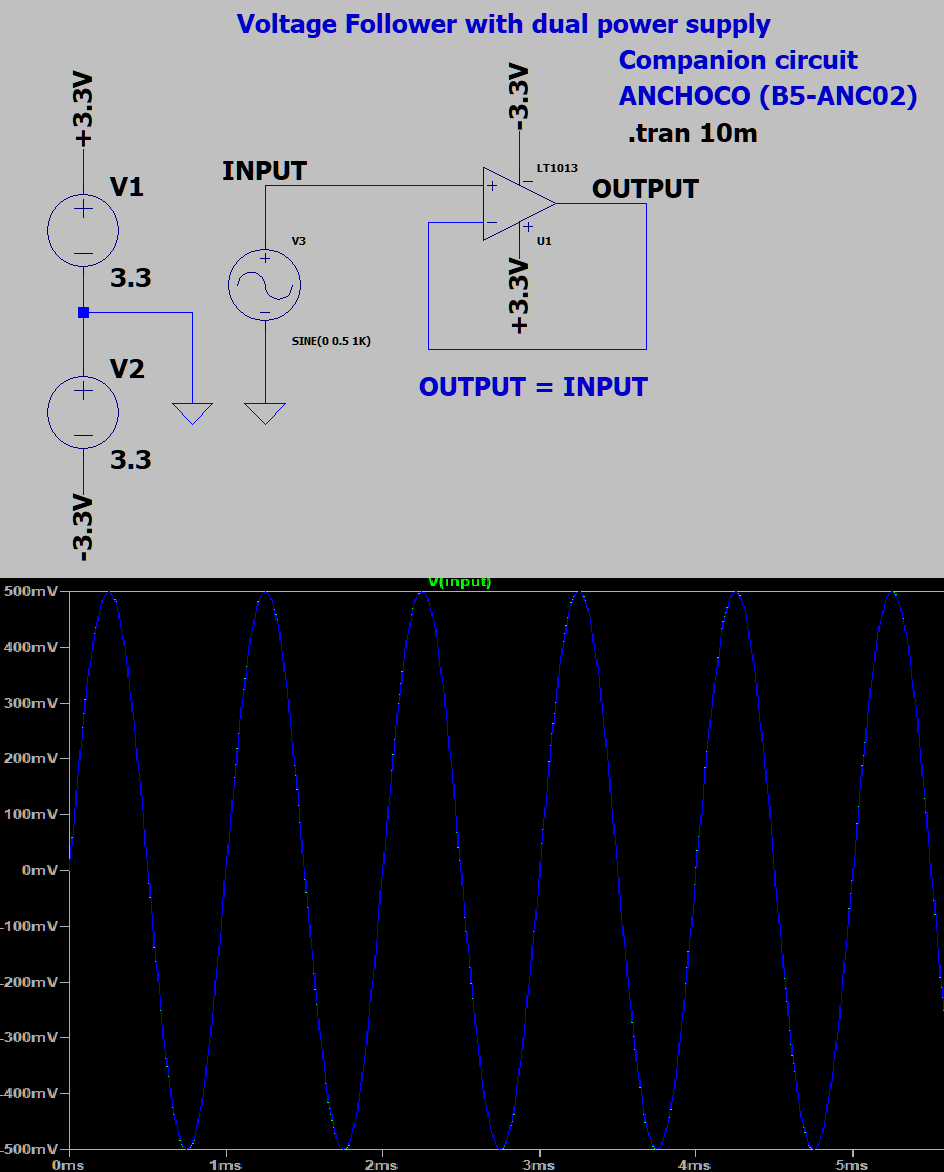 Voltage Follower with dual power supply
Companion circuit
ANCHOCO (B5-ANC02)
.tran 10m
+3.3V
V1
3.3
V2
3.3
-3.3V
INPUT
V3
SINE(0 0.5 1K)
-3.3V
LT1013
OUTPUT
U1
+3.3V
OUTPUT = INPUT
V(input)
500mV
400mV
300mV
200mV
100mV
0mV
-100mV
-200mV
-300mV
-400mV
-500mV
0ms 1ms 2ms 3ms 4ms 5ms